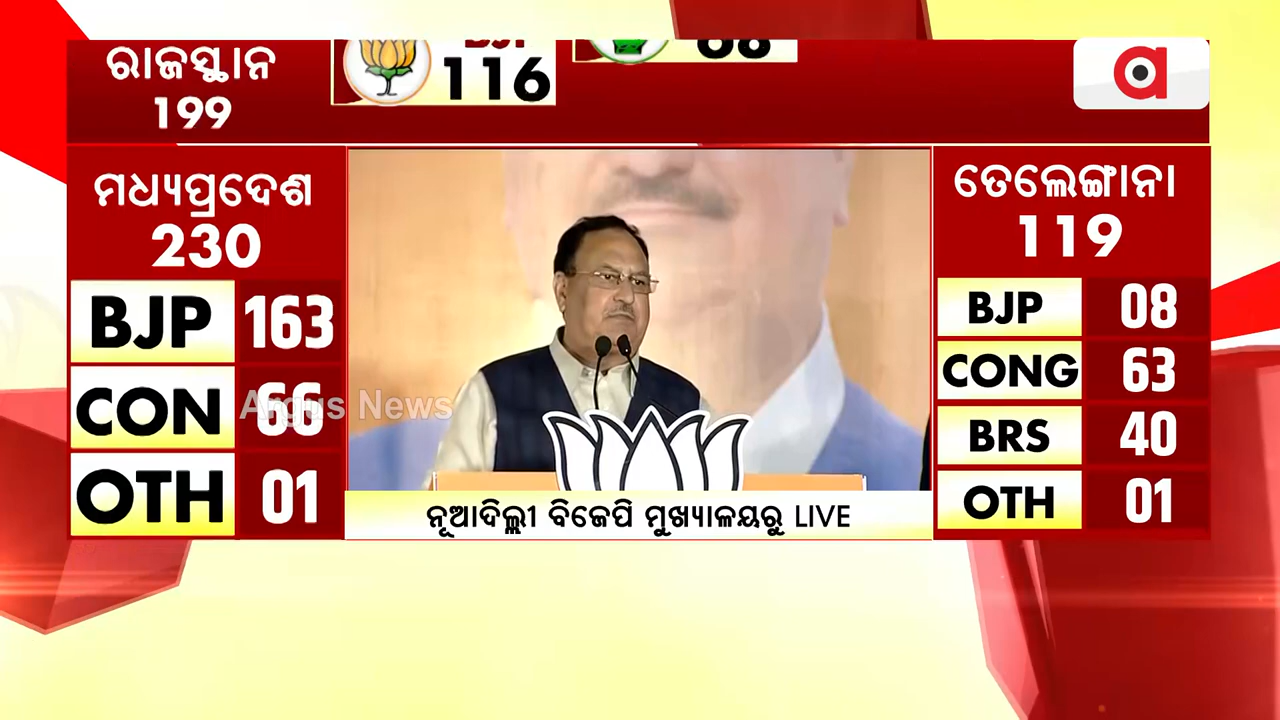 ରାଜସ୍ଥାନ
199
BJP
116
68
a
ମଧ୍ୟପ୍ରଦେଶ
230
BJP 163
CON 66
OTH 01
Argus News
ତେଲେଙ୍ଗାନା
119
BJP 08
CONG 63
BRS 40
OTH 01
ନୂଆଦିଲ୍ଲୀ ବିଜେପି ମୁଖ୍ୟାଳୟରୁ LIVE